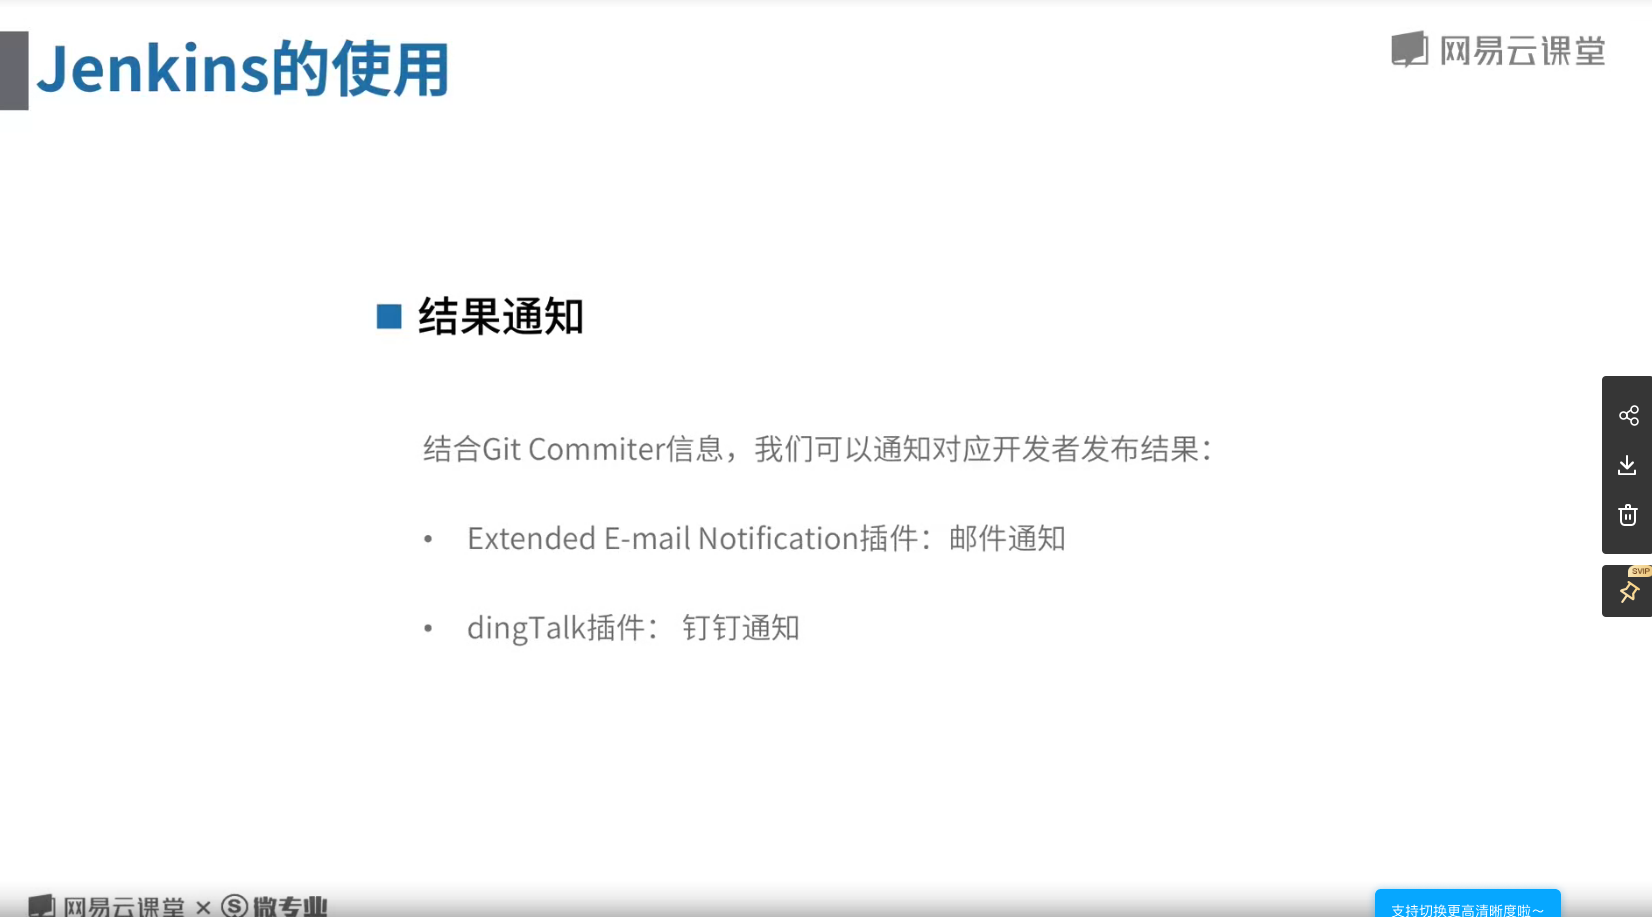 Jenkins的使用
网易云课堂
结果通知
结合Git Commiter信息，我们可以通知对应开发者发布结果：
• Extended E-mail Notification插件：邮件通知
• dingTalk插件： 钉钉通知
SVIP
网易云课堂 × S 微专业
支持切换更高清晰度啦～